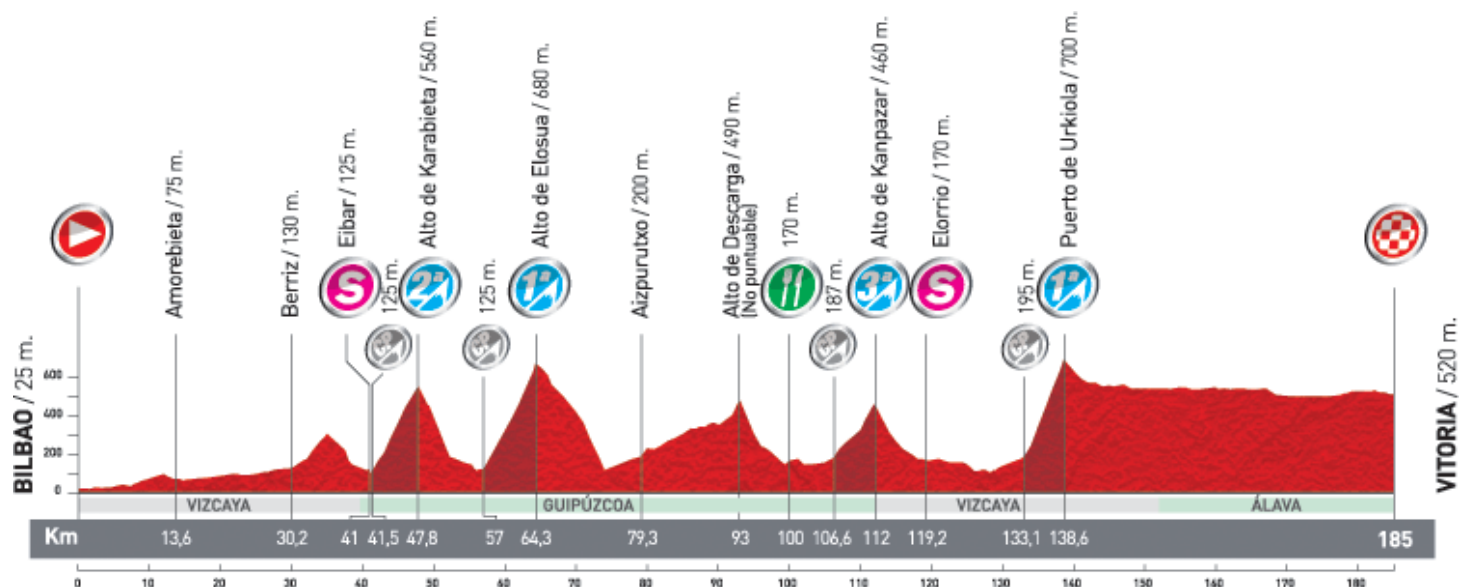 BILBAO / 25 m.
Amorebieta / 75 m.
Berriz / 130 m.
Eibar / 125 m.
S
125 m.
CP
Alto de Karabieta / 560 m.
2ª
125 m.
CP
Alto de Elosua / 680 m.
1ª
Aizpurutxo / 200 m.
Alto de Descarga / 490 m.
(No puntuable)
170 m.
187 m.
CP
Alto de Kanpazar / 460 m.
3ª
Elorrio / 170 m.
S
195 m.
CP
Puerto de Urkiola / 700 m.
1ª
VITORIA / 520 m.
600
400
200
0
VIZCAYA GUIPÚZCOA VIZCAYA ÁLAVA
Km 13,6 30,2 41 41,5 47,8 57 64,3 79,3 93 100 106,6 112 119,2 133,1 138,6 185
0 10 20 30 40 50 60 70 80 90 100 110 120 130 140 150 160 170 180